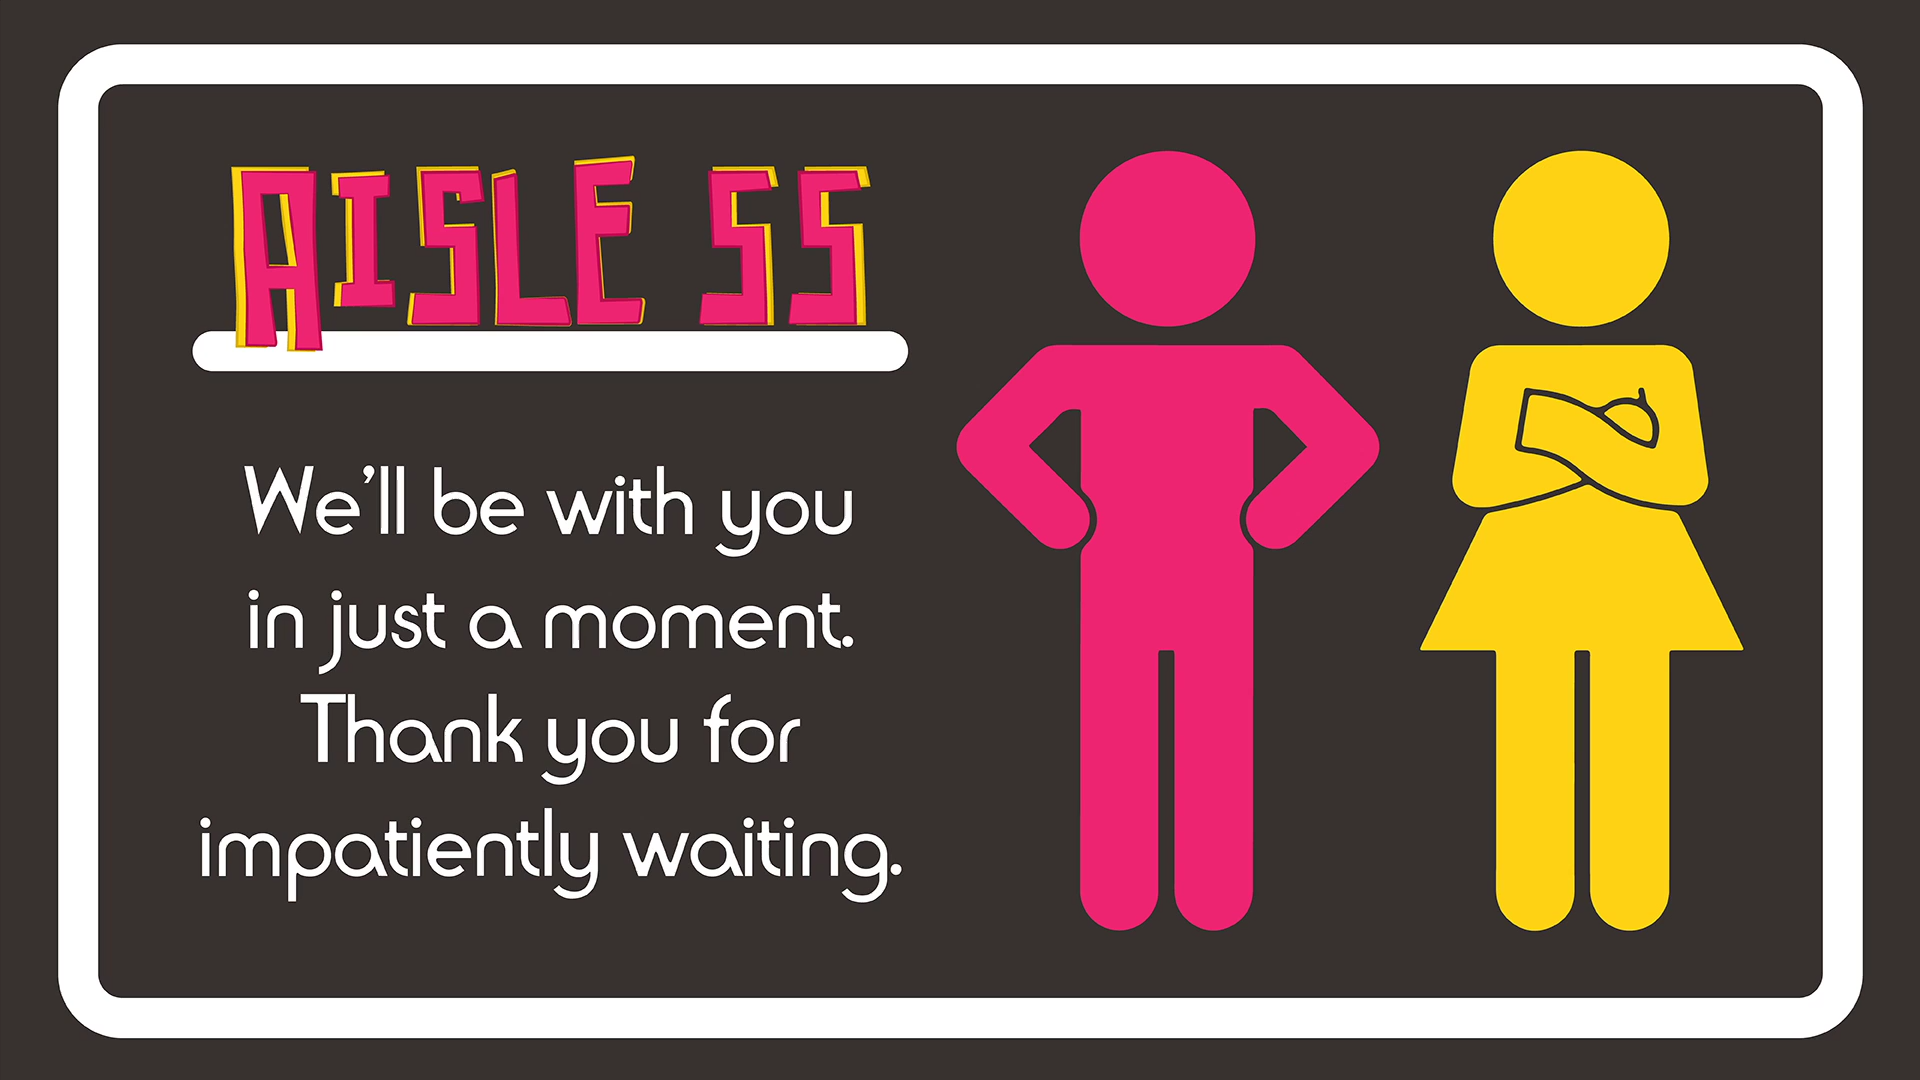 AISLE 55
We'll be with you
in just a moment.
Thank you for
impatiently waiting.